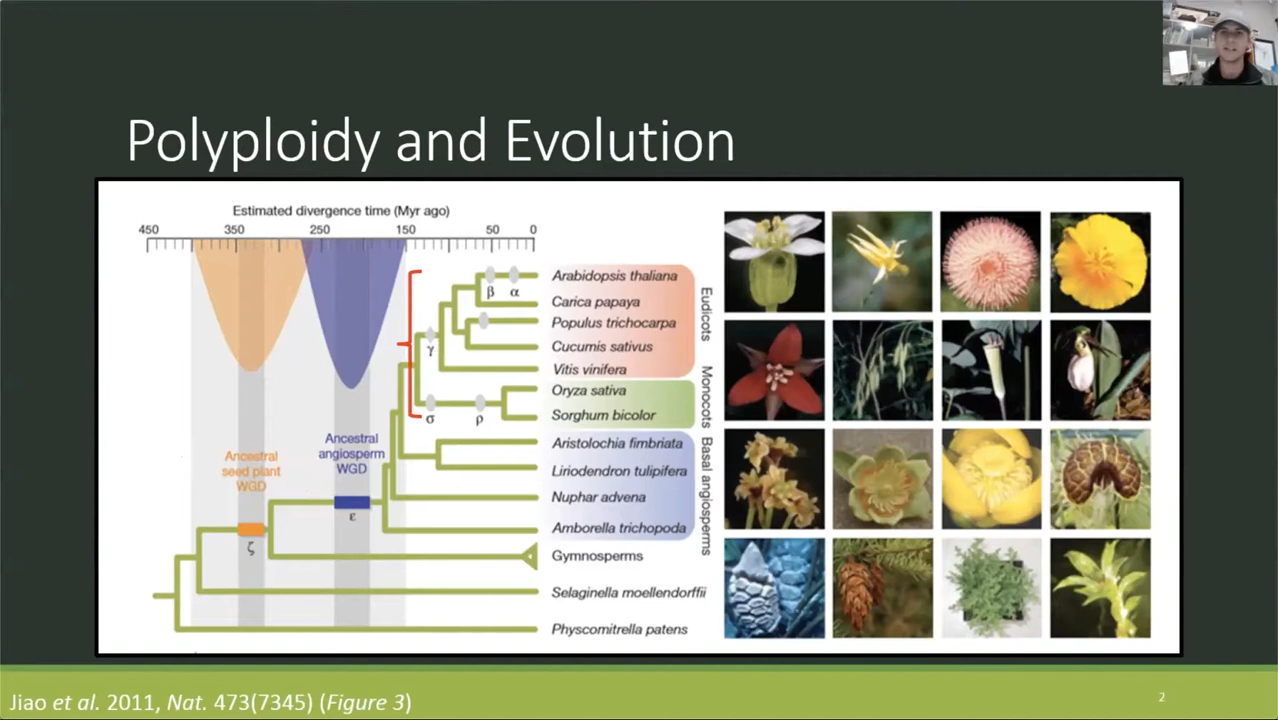 Polyploidy and Evolution
Estimated divergence time (Myr ago)
450 350 250 150 50 0
Arabidopsis thaliana
β α
Carica papaya
Populus trichocarpa
Cucumis sativus
γ
Vitis vinifera
Eudicots
Oryza sativa
Sorghum bicolor
σ ρ
Monocots
Aristolochia fimbriata
Liriodendron tulipifera
Nuphar advena
Amborella trichopoda
Basal angiosperms
Ancestral
angiosperm
WGD
ε
Ancestral
seed plant
WGD
ζ
Gymnosperms
Selaginella moellendorffii
Physcomitrella patens
Jiao et al. 2011, Nat. 473(7345) (Figure 3)
2